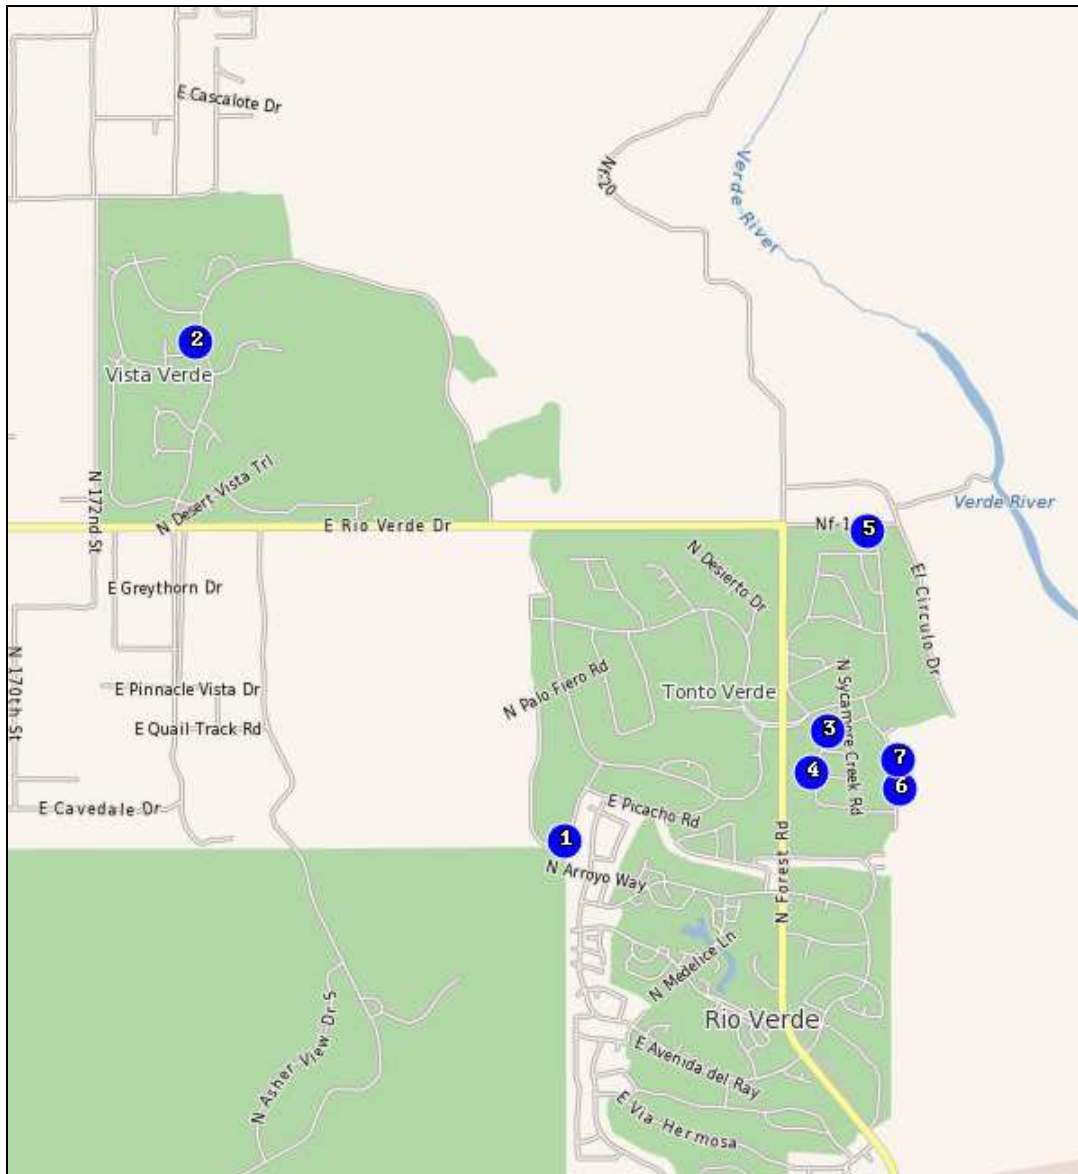 E Cascalote Dr
Nf-20
Verde River
2
Vista Verde
N Desert Vista Trl
N 172nd St
E Rio Verde Dr
Nf-1
5
Verde River
E Greythorn Dr
N Desierto Dr
El Circulo Dr
N 170th St
E Pinnacle Vista Dr
N Palo Fiero Rd
Tonto Verde
N Sycamore Creek Rd
E Quail Track Rd
3
7
4
6
E Cavedale Dr
E Picacho Rd
1
N Arroyo Way
N Forest Rd
N Medelice Ln
Rio Verde
N Asher View Dr S
E Avenida del Ray
E Via Hermosa